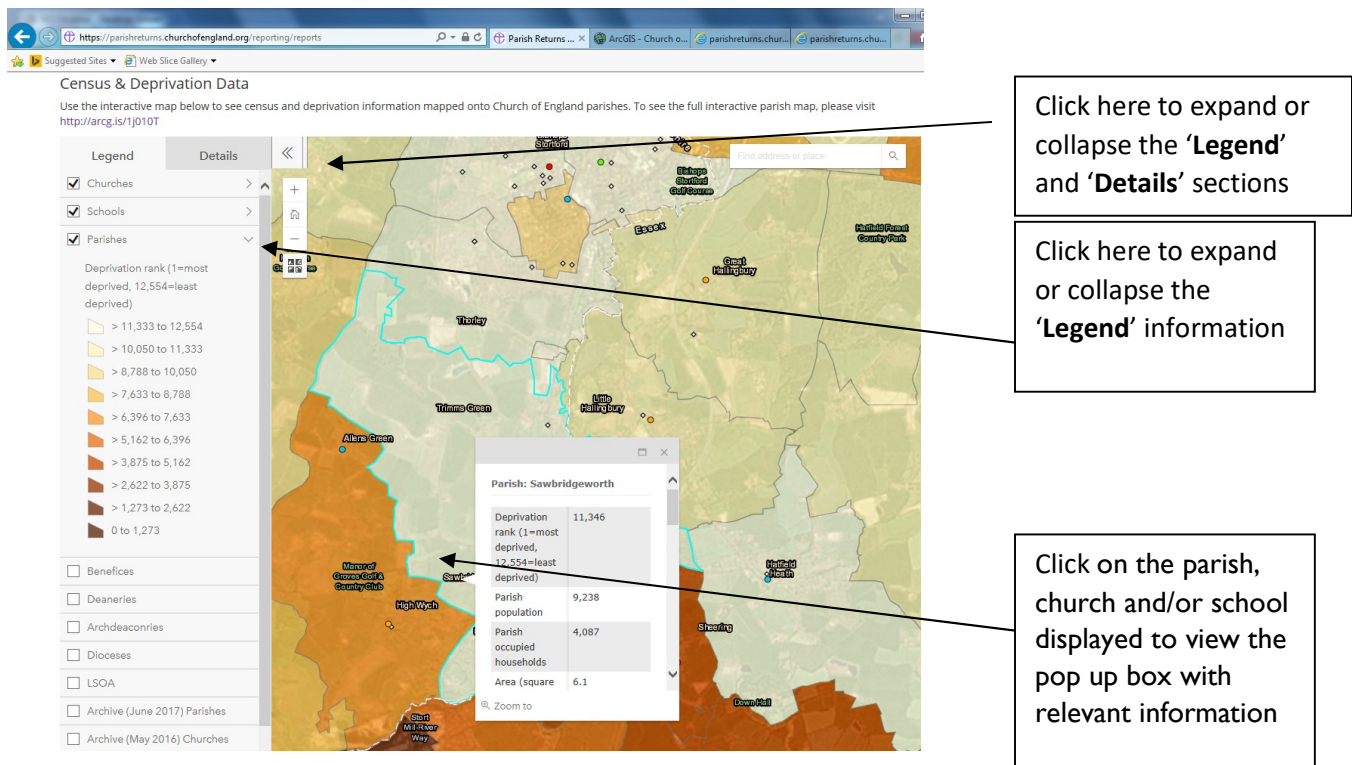 https://parishreturns.churchofengland.org/reporting/reports
Parish Returns ...
ArcGIS - Church o...
parishreturns.chur...
parishreturns.chu...
Suggested Sites
Web Slice Gallery
Census & Deprivation Data
Use the interactive map below to see census and deprivation information mapped onto Church of England parishes. To see the full interactive parish map, please visit
http://arcg.is/1j010T
Legend
Details
Churches
Schools
Parishes
Deprivation rank (1=most
deprived, 12,554=least
deprived)
> 11,333 to 12,554
> 10,050 to 11,333
> 8,788 to 10,050
> 7,633 to 8,788
> 6,396 to 7,633
> 5,162 to 6,396
> 3,875 to 5,162
> 2,622 to 3,875
> 1,273 to 2,622
0 to 1,273
Benefices
Deaneries
Archdeaconries
Dioceses
LSOA
Archive (June 2017) Parishes
Archive (May 2016) Churches
Find address or place
Stortford
Bishops
Stortford
Golf Course
Essex
Hatfield Forest
Country Park
Great
Hallingbury
Thorley
Trimms Green
Little
Hallingbury
Allens Green
Manor of
Groves Golf &
Country Club
High Wych
Hatfield
Heath
Sheering
Down Hall
Stort
Mill-River
Way
Parish: Sawbridgeworth
Deprivation
rank (1=most
deprived,
12,554=least
deprived)
11,346
Parish
population
9,238
Parish
occupied
households
4,087
Area (square
6.1
Zoom to
Click here to expand or
collapse the ‘Legend’
and ‘Details’ sections
Click here to expand
or collapse the
‘Legend’ information
Click on the parish,
church and/or school
displayed to view the
pop up box with
relevant information